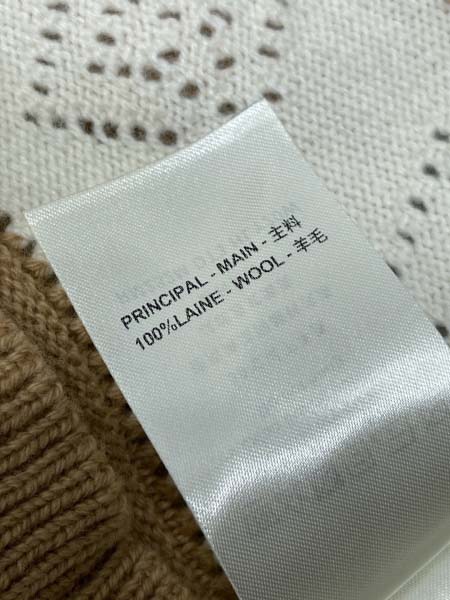 PRINCIPAL - MAIN - 主料
100%LAINE - WOOL - 羊毛